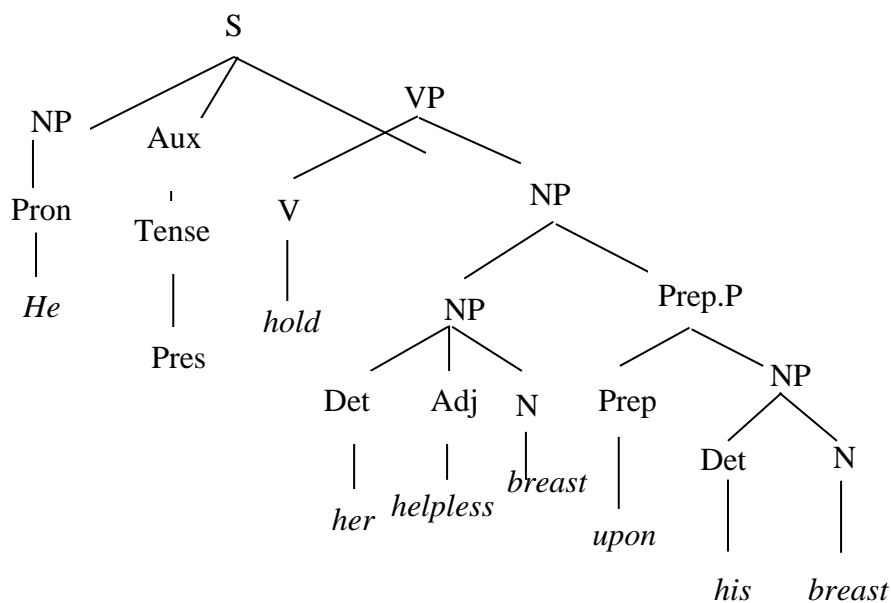 S
VP
NP Aux
Pron Tense V NP
He hold NP Prep.P
Pres NP
Det Adj N Prep
Det N
her helpless breast
upon
his breast